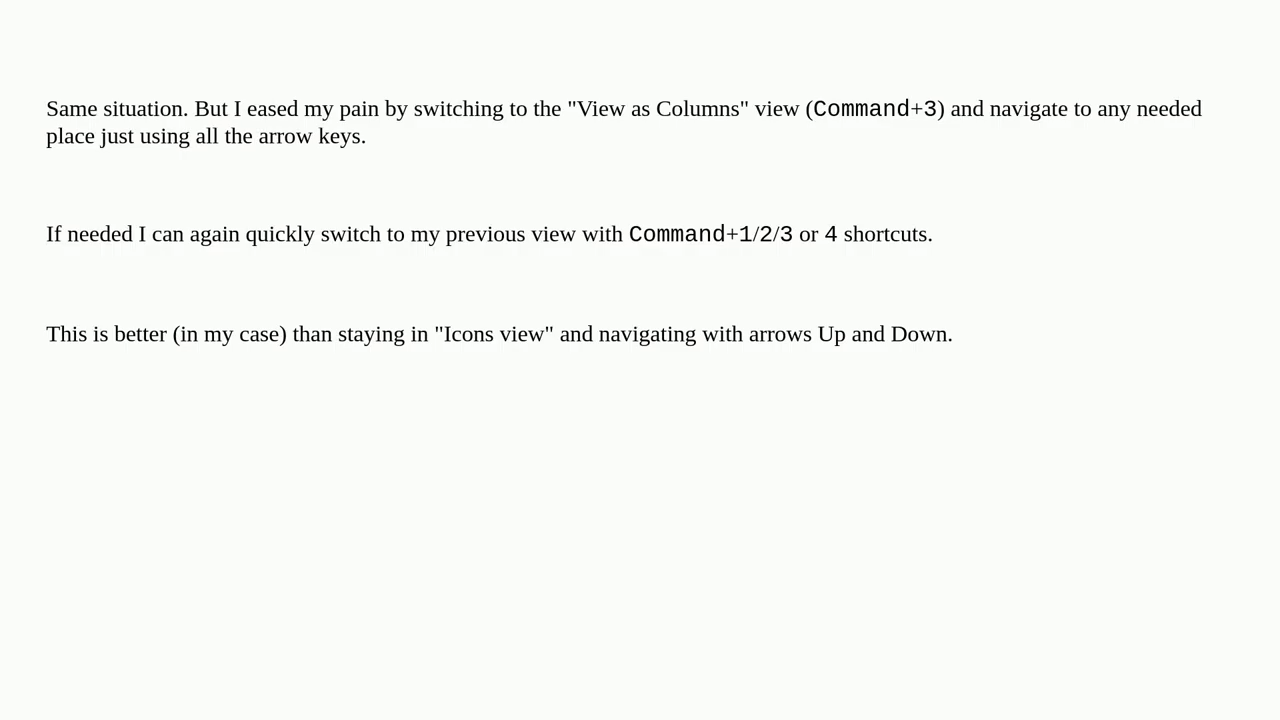 Same situation. But I eased my pain by switching to the "View as Columns" view (Command+3) and navigate to any needed
place just using all the arrow keys.
If needed I can again quickly switch to my previous view with Command+1/2/3 or 4 shortcuts.
This is better (in my case) than staying in "Icons view" and navigating with arrows Up and Down.